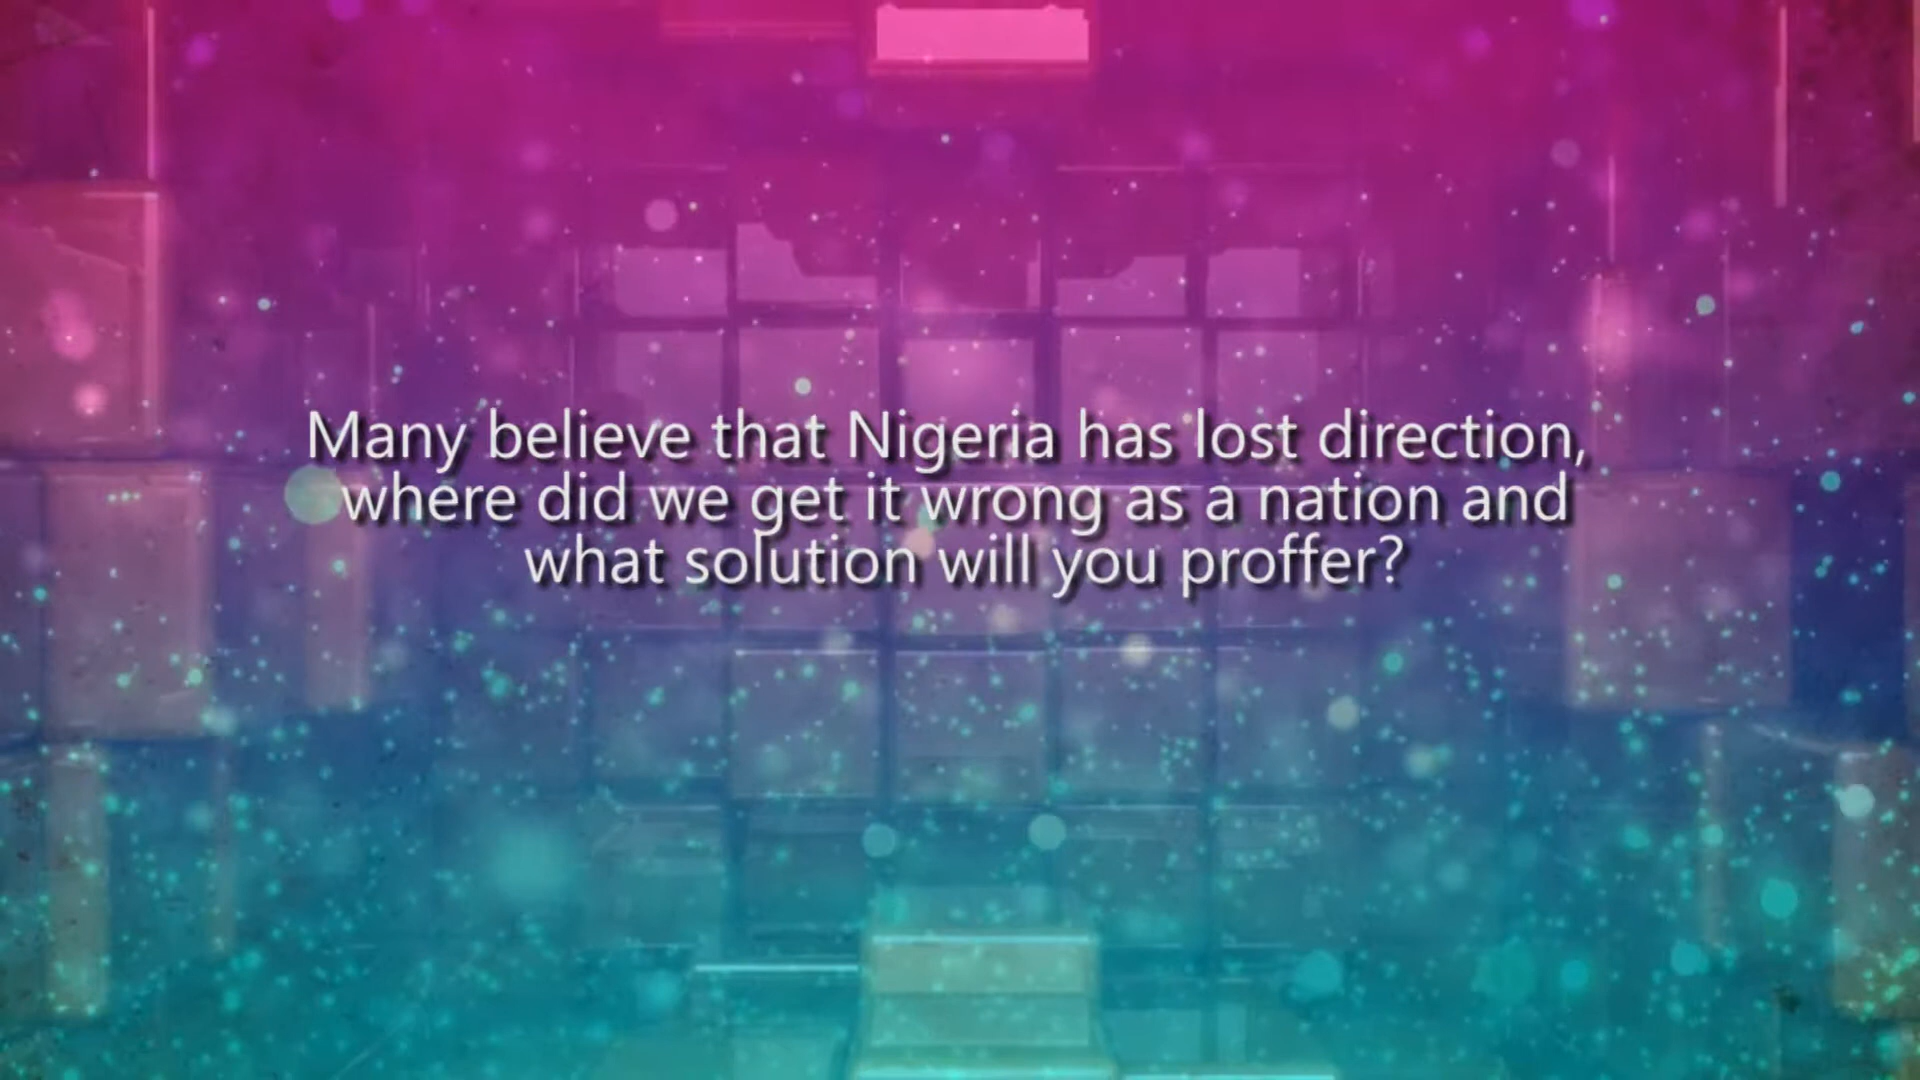 Many believe that Nigeria has lost direction,
where did we get it wrong as a nation and
what solution will you proffer?